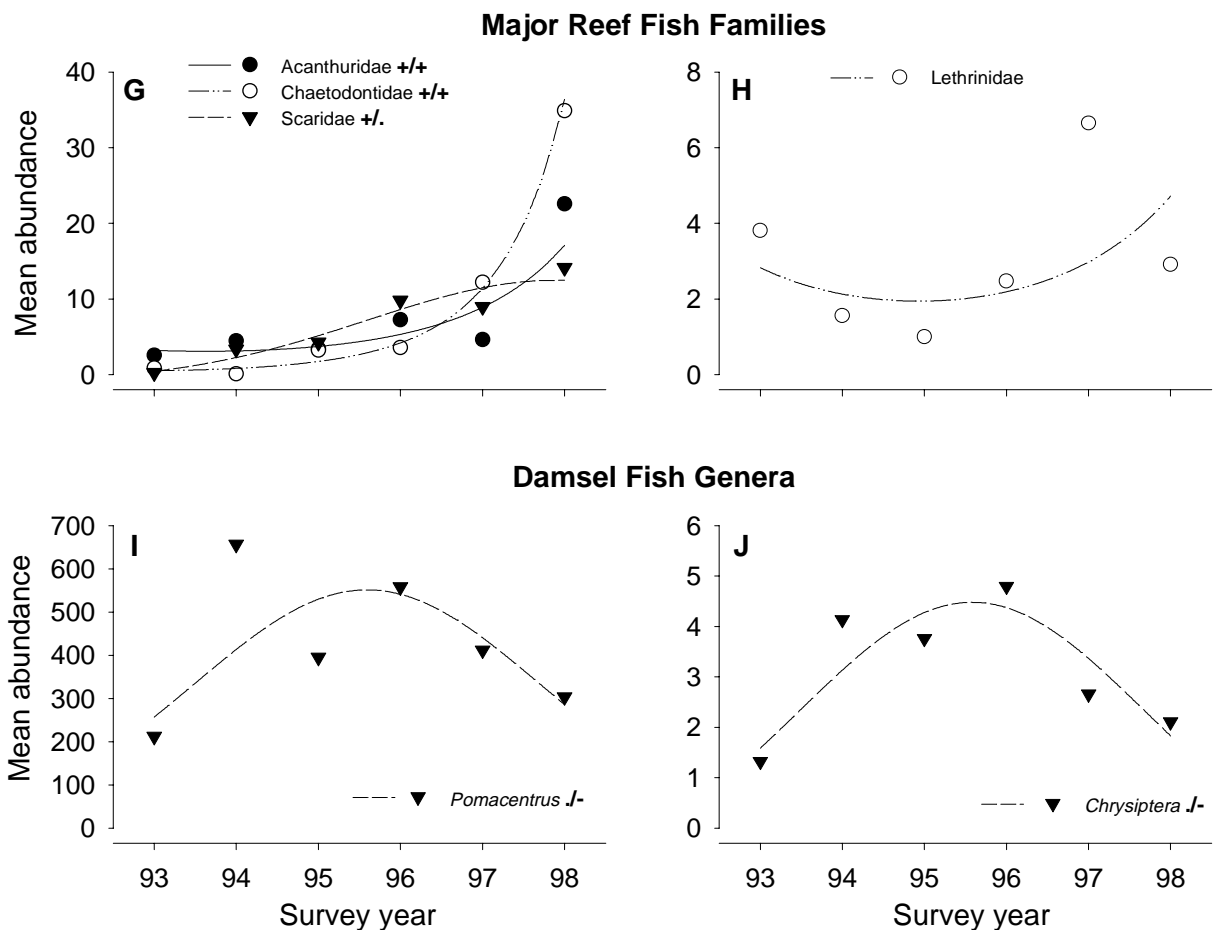 Major Reef Fish Families
G
Acanthuridae +/+
Chaetodontidae +/+
Scaridae +/.
40
30
20
10
0
Mean abundance
H
Lethrinidae
8
6
4
2
0
Damsel Fish Genera
I
700
600
500
400
300
200
100
0
Mean abundance
Pomacentrus ./-
93 94 95 96 97 98
Survey year
J
6
5
4
3
2
1
0
Chrysiptera ./-
93 94 95 96 97 98
Survey year